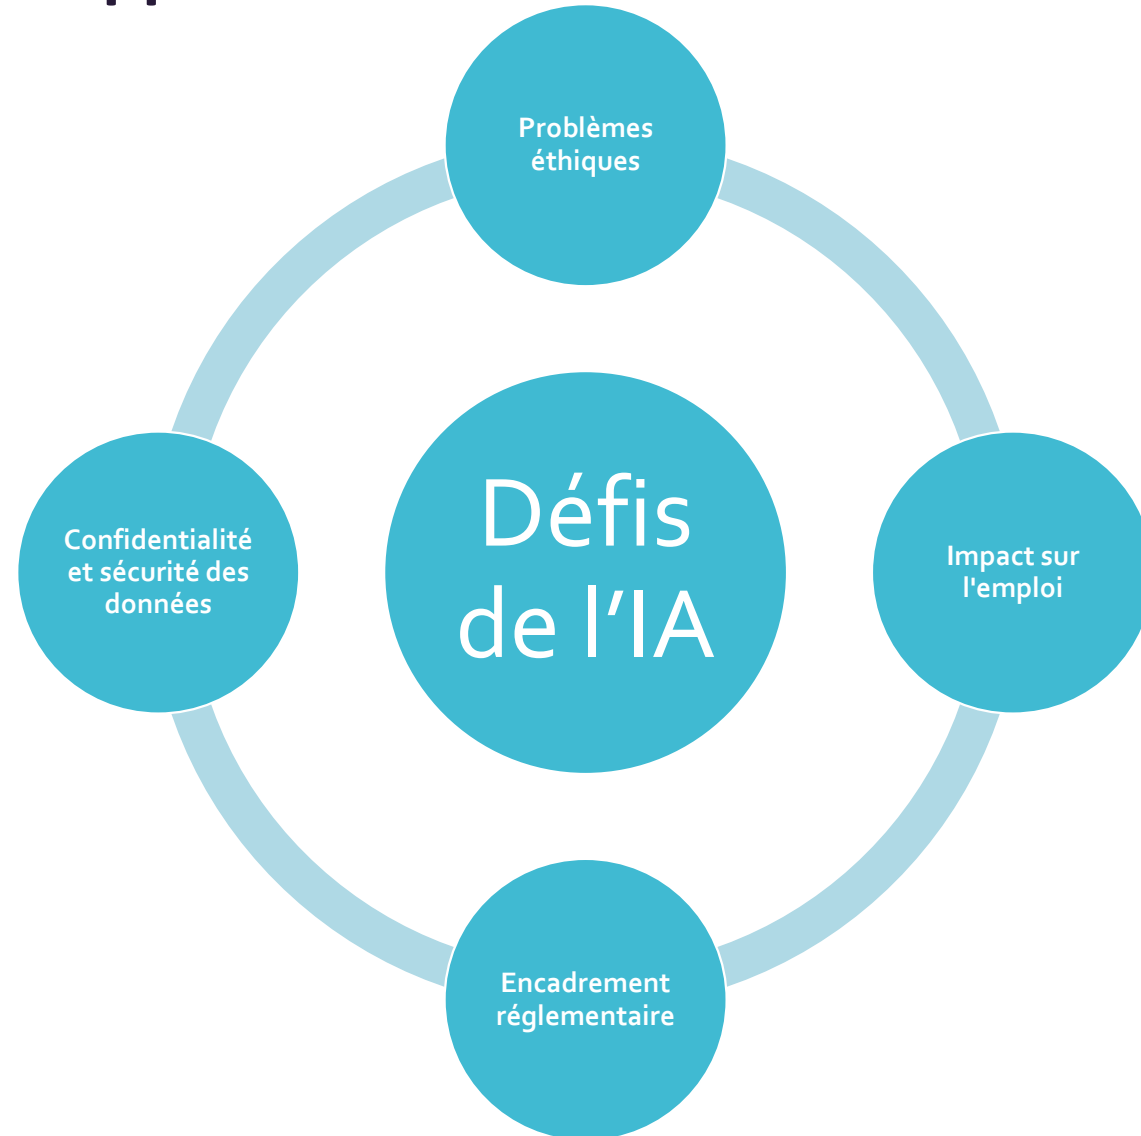 Problèmes
éthiques
Défis
de l’IA
Confidentialité
et sécurité des
données
Impact sur
l'emploi
Encadrement
réglementaire